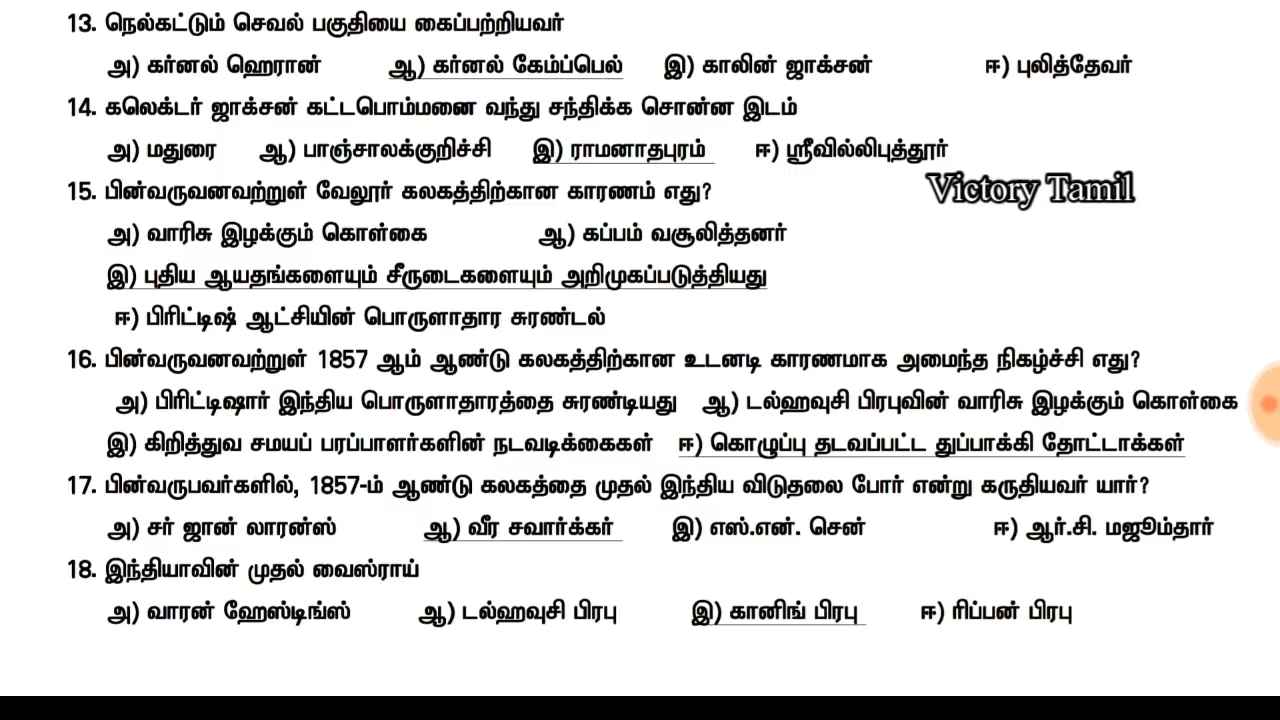 13. நெல்கட்டும் செவல் பகுதியை கைப்பற்றியவர்
அ) கர்னல் ஹெரான் ஆ) கர்னல் கேம்ப்பெல் இ) காலின் ஜாக்சன் ஈ) புலித்தேவர்
14. கலெக்டர் ஜாக்சன் கட்டபொம்மனை வந்து சந்திக்க சொன்ன இடம்
அ) மதுரை ஆ) பாஞ்சாலக்குறிச்சி இ) ராமனாதபுரம் ஈ) ஸ்ரீவில்லிபுத்தூர்
15. பின்வருவனவற்றுள் வேலூர் கலகத்திற்கான காரணம் எது?
Victory Tamil
அ) வாரிசு இழக்கும் கொள்கை ஆ) கப்பம் வசூலித்தனர்
இ) புதிய ஆயதங்களையும் சீருடைகளையும் அறிமுகப்படுத்தியது
ஈ) பிரிட்டிஷ் ஆட்சியின் பொருளாதார சுரண்டல்
16. பின்வருவனவற்றுள் 1857 ஆம் ஆண்டு கலகத்திற்கான உடனடி காரணமாக அமைந்த நிகழ்ச்சி எது?
அ) பிரிட்டிஷார் இந்திய பொருளாதாரத்தை சுரண்டியது ஆ) டல்ஹவுசி பிரபுவின் வாரிசு இழக்கும் கொள்கை
இ) கிறித்துவ சமயப் பரப்பாளர்களின் நடவடிக்கைகள் ஈ) கொழுப்பு தடவப்பட்ட துப்பாக்கி தோட்டாக்கள்
17. பின்வருபவர்களில், 1857-ம் ஆண்டு கலகத்தை முதல் இந்திய விடுதலை போர் என்று கருதியவர் யார்?
அ) சர் ஜான் லாரன்ஸ் ஆ) வீர சவார்க்கர் இ) எஸ்.என். சென் ஈ) ஆர்.சி. மஜூம்தார்
18. இந்தியாவின் முதல் வைஸ்ராய்
அ) வாரன் ஹேஸ்டிங்ஸ் ஆ) டல்ஹவுசி பிரபு இ) கானிங் பிரபு ஈ) ரிப்பன் பிரபு